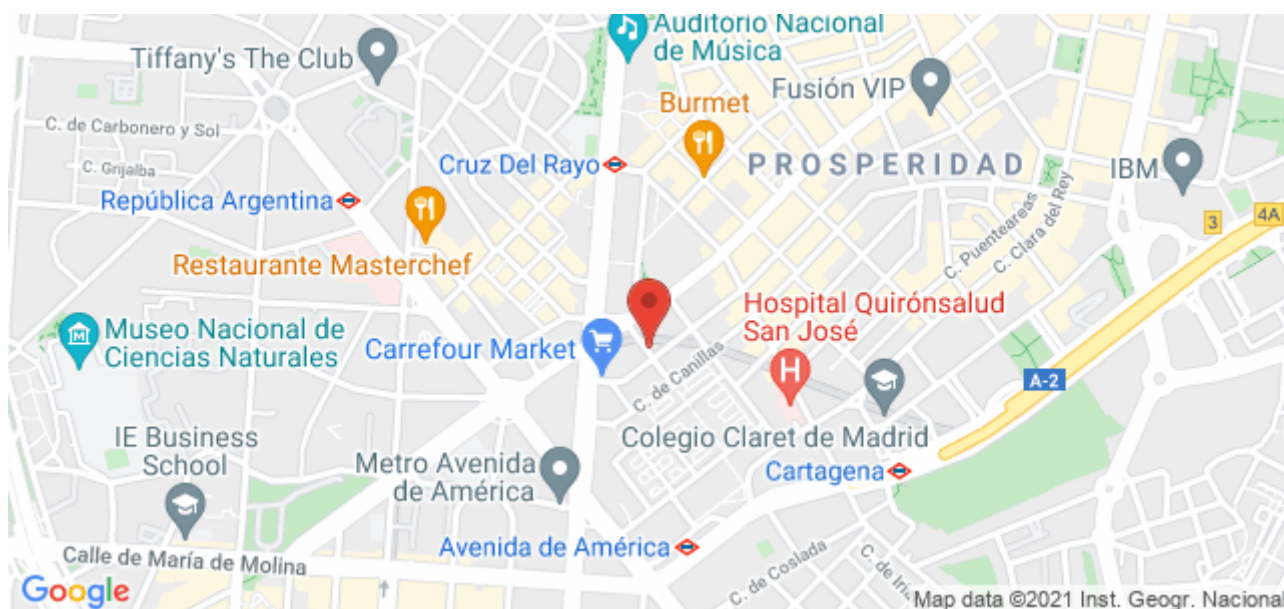 Auditorio Nacional
de Música
Tiffany's The Club
Fusión VIP
Burmet
C. de Carbonero y Sol
C. Grijalba
Cruz Del Rayo
PROSPERIDAD
IBM
República Argentina
C. Puenteareas
C. Clara del Rey
3
4A
Restaurante Masterchef
Hospital Quirónsalud
San José
Museo Nacional de
Ciencias Naturales
Carrefour Market
C. de Canillas
H
A-2
IE Business
School
Colegio Claret de Madrid
Metro Avenida
de América
Cartagena
Avenida de América
Calle de María de Molina
C. de Coslada
C. de
Google
Map data ©2021 Inst. Geogr. Nacional